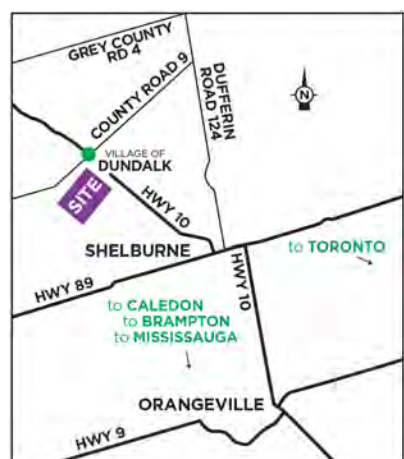 GREY COUNTY
RD 4
COUNTY ROAD 9
DUFFERIN
ROAD 124
N
VILLAGE OF
DUNDALK
SITE
HWY 10
SHELBURNE
to TORONTO
HWY 10
HWY 89
to CALEDON
to BRAMPTON
to MISSISSAUGA
ORANGEVILLE
HWY 9